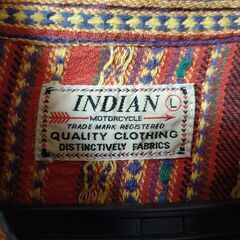 INDIAN L
MOTORCYCLE
TRADE MARK REGISTERED
QUALITY CLOTHING
DISTINCTIVELY FABRICS